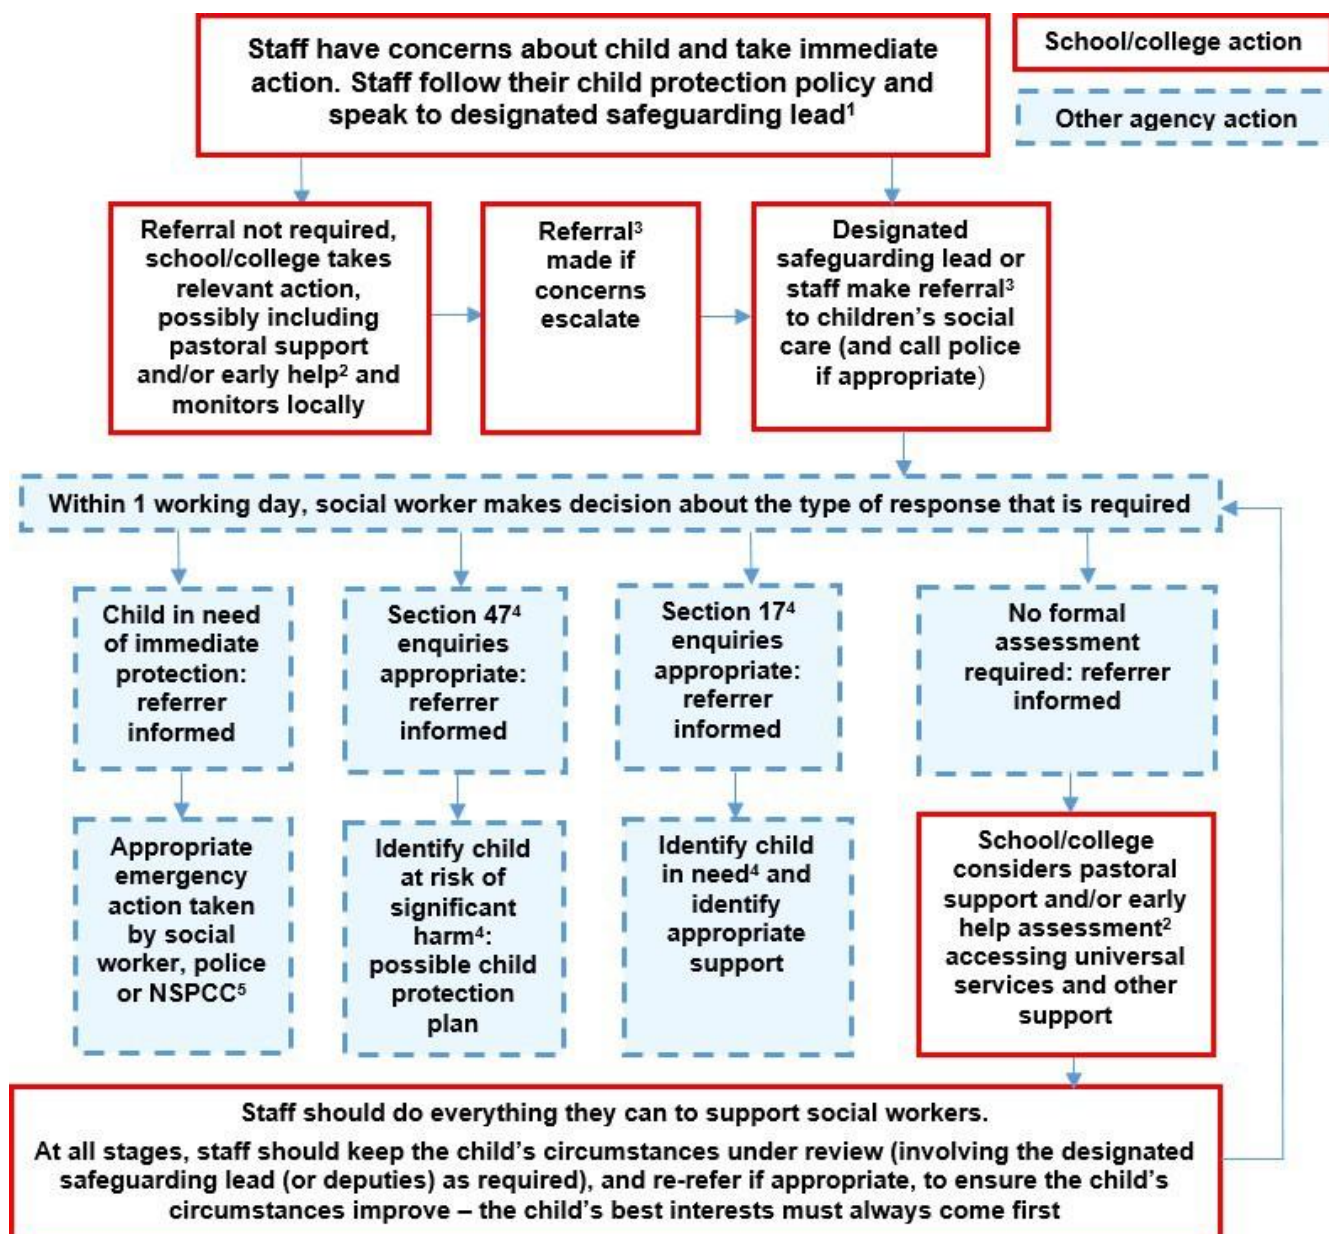 Staff have concerns about child and take immediate
action. Staff follow their child protection policy and
speak to designated safeguarding lead¹
School/college action
Other agency action
Referral not required,
school/college takes
relevant action,
possibly including
pastoral support
and/or early help² and
monitors locally
Referral³
made if
concerns
escalate
Designated
safeguarding lead or
staff make referral³
to children’s social
care (and call police
if appropriate)
Within 1 working day, social worker makes decision about the type of response that is required
Child in need
of immediate
protection:
referrer
informed
Section 47⁴
enquiries
appropriate:
referrer
informed
Section 17⁴
enquiries
appropriate:
referrer
informed
No formal
assessment
required: referrer
informed
Appropriate
emergency
action taken
by social
worker, police
or NSPCC⁵
Identify child
at risk of
significant
harm⁴:
possible child
protection
plan
Identify child
in need⁴ and
identify
appropriate
support
School/college
considers pastoral
support and/or early
help assessment²
accessing universal
services and other
support
Staff should do everything they can to support social workers.
At all stages, staff should keep the child’s circumstances under review (involving the designated
safeguarding lead (or deputies) as required), and re-refer if appropriate, to ensure the child’s
circumstances improve – the child’s best interests must always come first